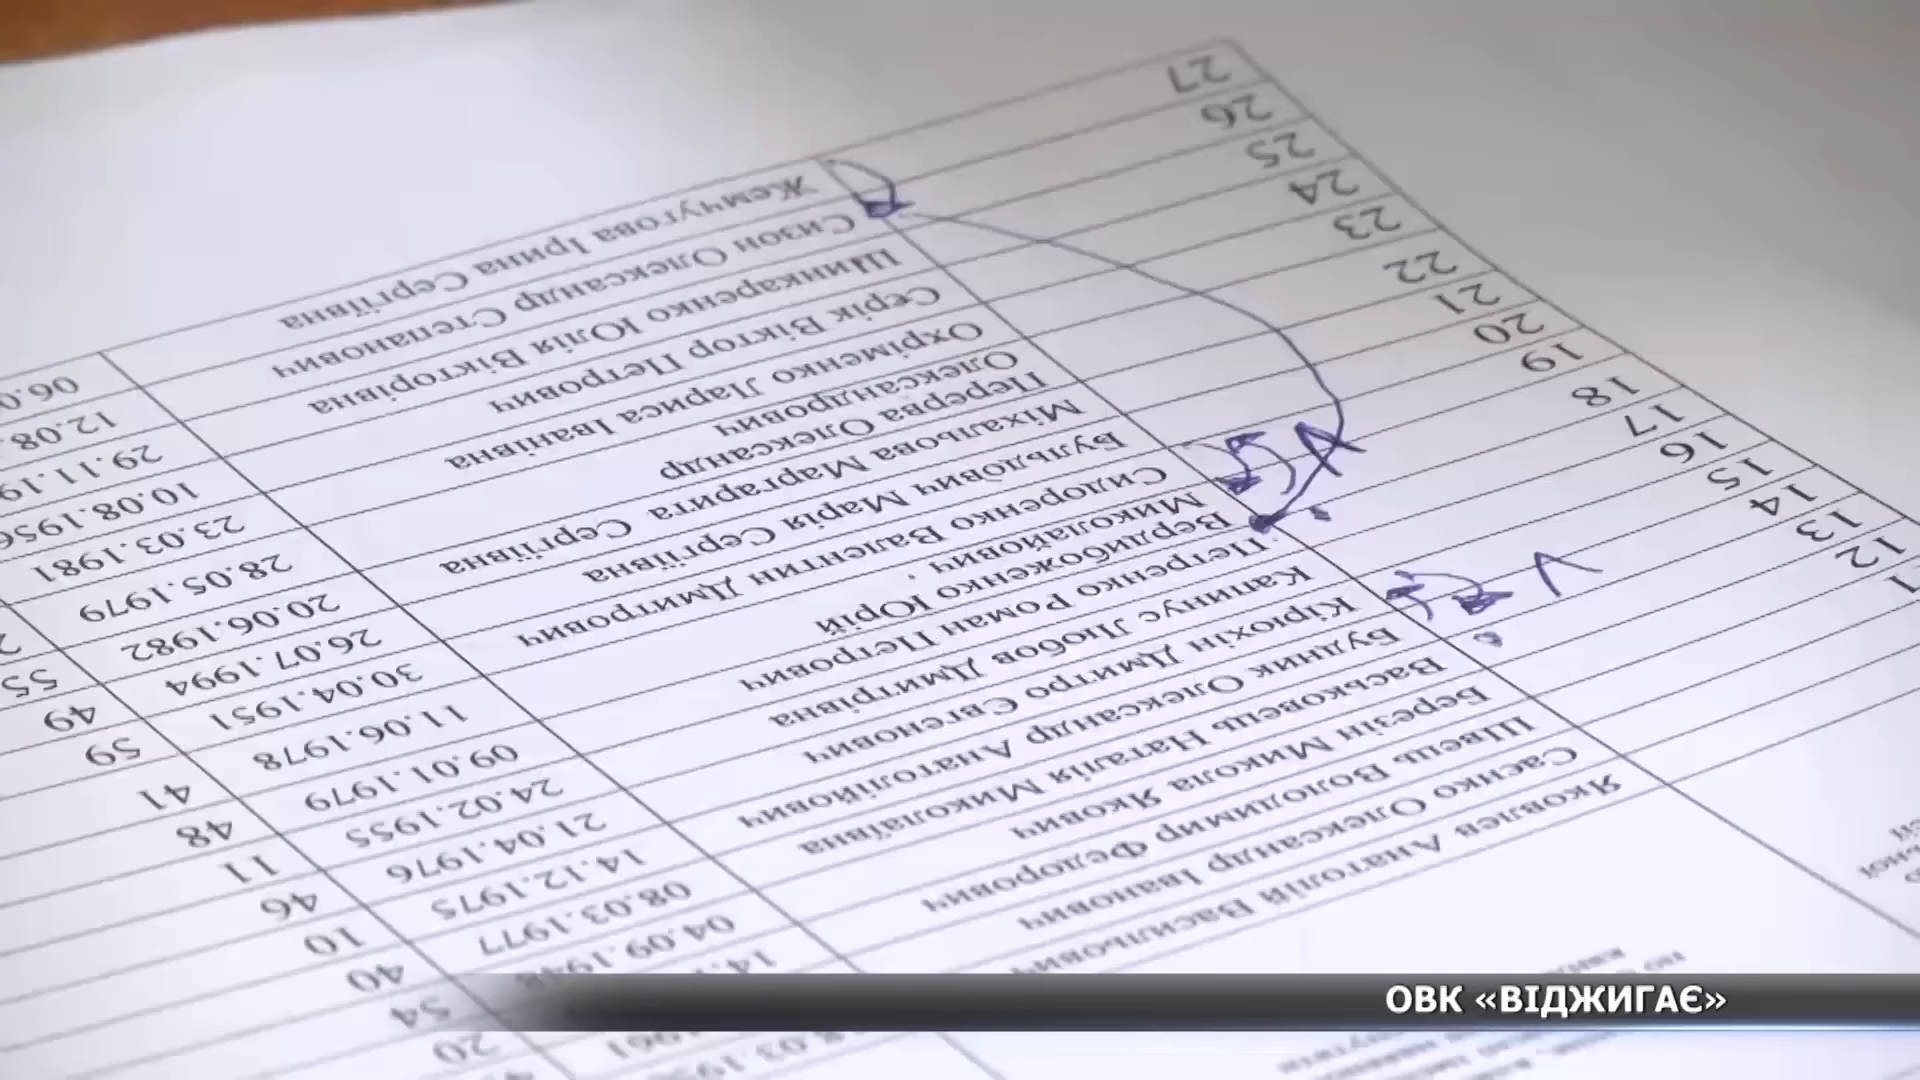 Яковлєв Анатолій Васильович
Саєнко Олександр Іванович
Швець Володимир Федорович 20
11 Березін Микола Якович 04.09.1948 54
12 Васьковець Наталія Миколаївна 08.03.1977 40
13 Будник Олександр Анатолійович 14.12.1975 10
14 Кірюхін Дмитро Євгенович 21.04.1976 46
15 Капинус Любов Дмитрівна 24.02.1955 11
16 Петренко Роман Петрович 09.01.1979 48
17 Вердибоженко Юрій Миколайович 11.06.1978 41
18 Сидоренко Валентин Дмитрович 30.04.1951 59
19 Бульдович Марія Сергіївна 26.07.1994 49
20 Міхальова Маргарита Сергіївна 20.06.1982 55
21 Перерва Олександр
Олександрович 28.05.1979
22 Охріменко Лариса Іванівна 23.03.1981
23 Серік Віктор Петрович 10.08.195
24 Шинкаренко Юлія Вікторівна 29.11.19
25 Сизон Олександр Степанович 12.08.
26 Жемчугова Ірина Сергіївна 06.0
27
ОВК «ВІДЖИГАЄ»